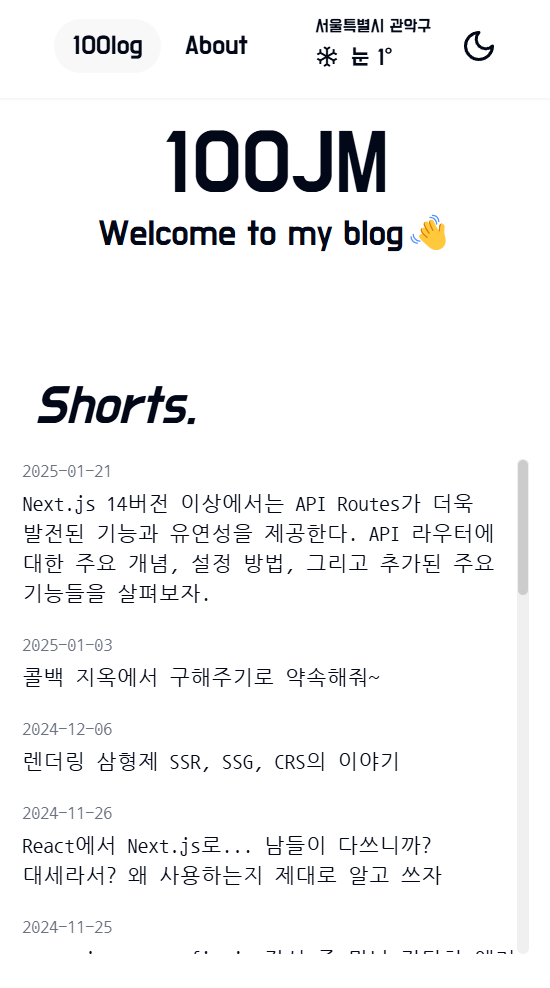 100log About
서울특별시 관악구
눈 1°
100JM
Welcome to my blog 👋
Shorts.
2025-01-21
Next.js 14버전 이상에서는 API Routes가 더욱
발전된 기능과 유연성을 제공한다. API 라우터에
대한 주요 개념, 설정 방법, 그리고 추가된 주요
기능들을 살펴보자.
2025-01-03
콜백 지옥에서 구해주기로 약속해줘~
2024-12-06
렌더링 삼형제 SSR, SSG, CRS의 이야기
2024-11-26
React에서 Next.js로... 남들이 다쓰니까?
대세라서? 왜 사용하는지 제대로 알고 쓰자
2024-11-25